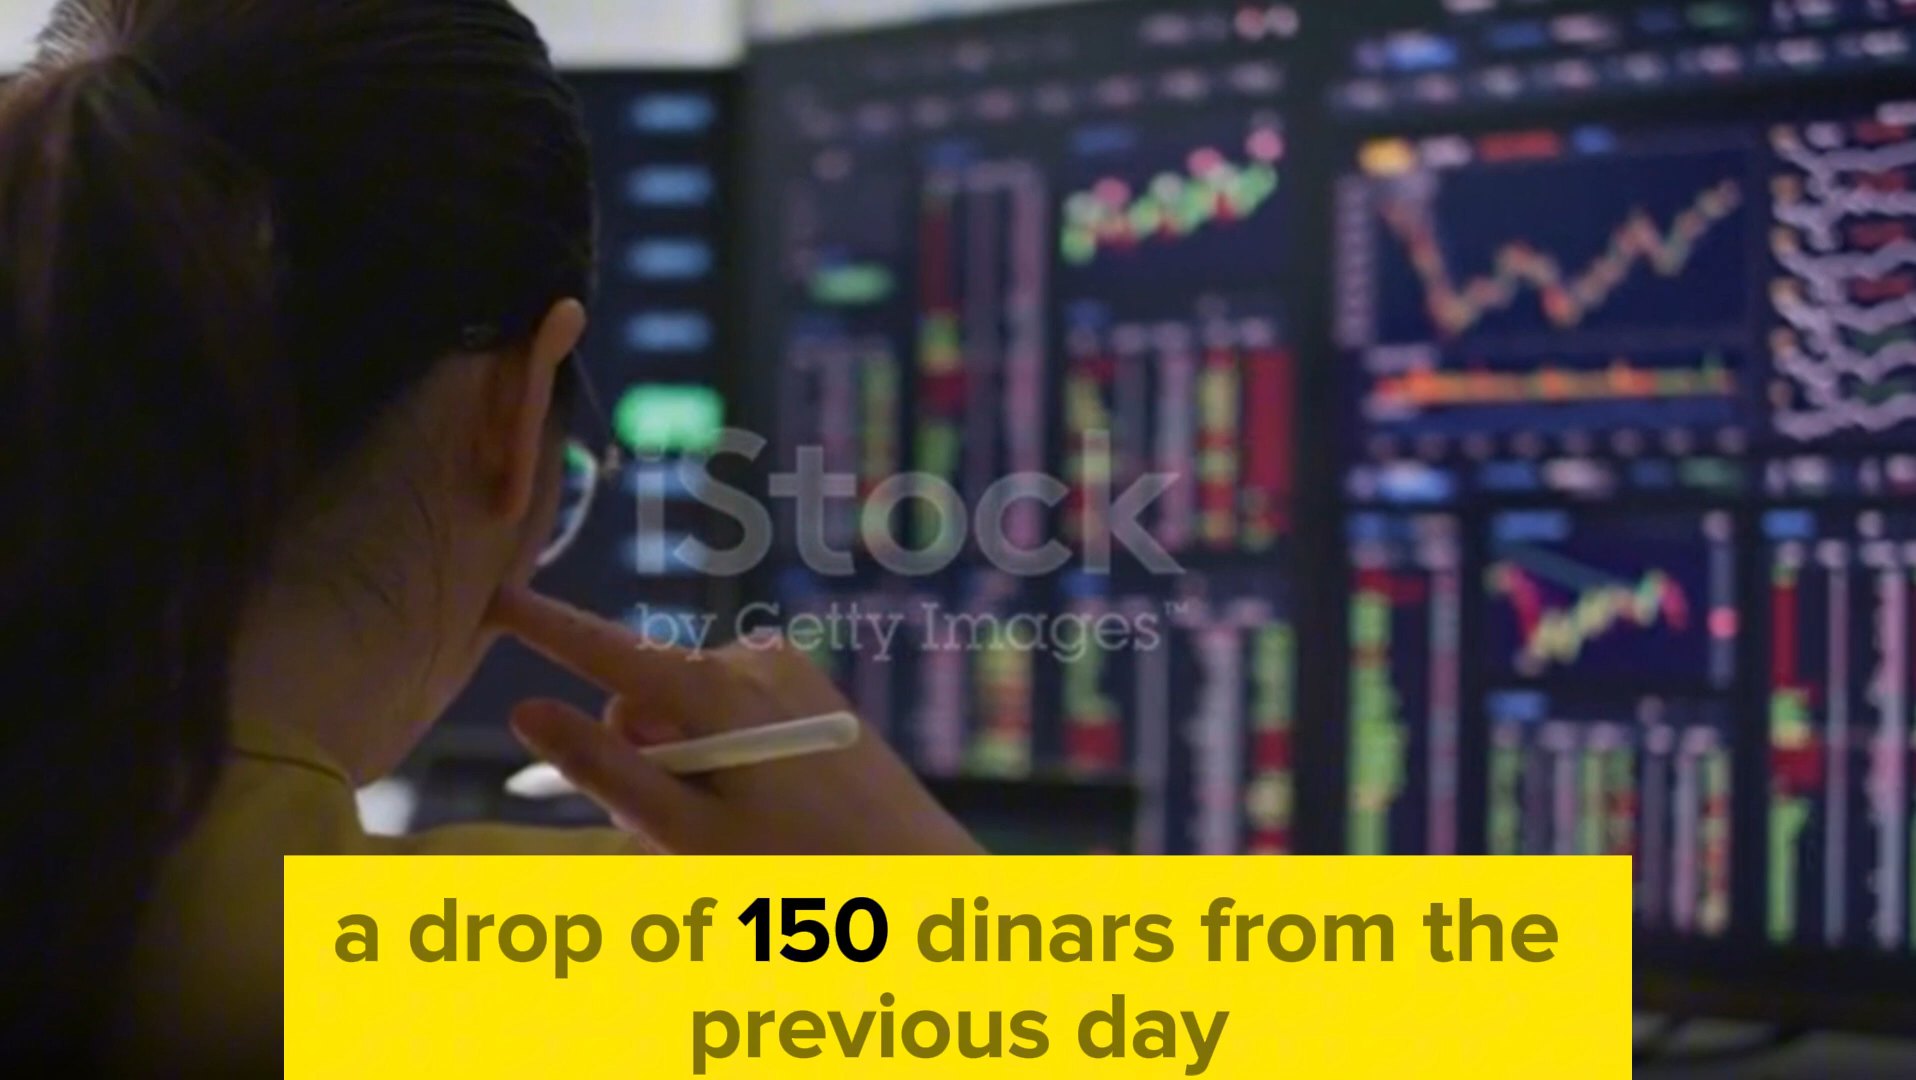 iStock
by Getty Images™
a drop of 150 dinars from the
previous day